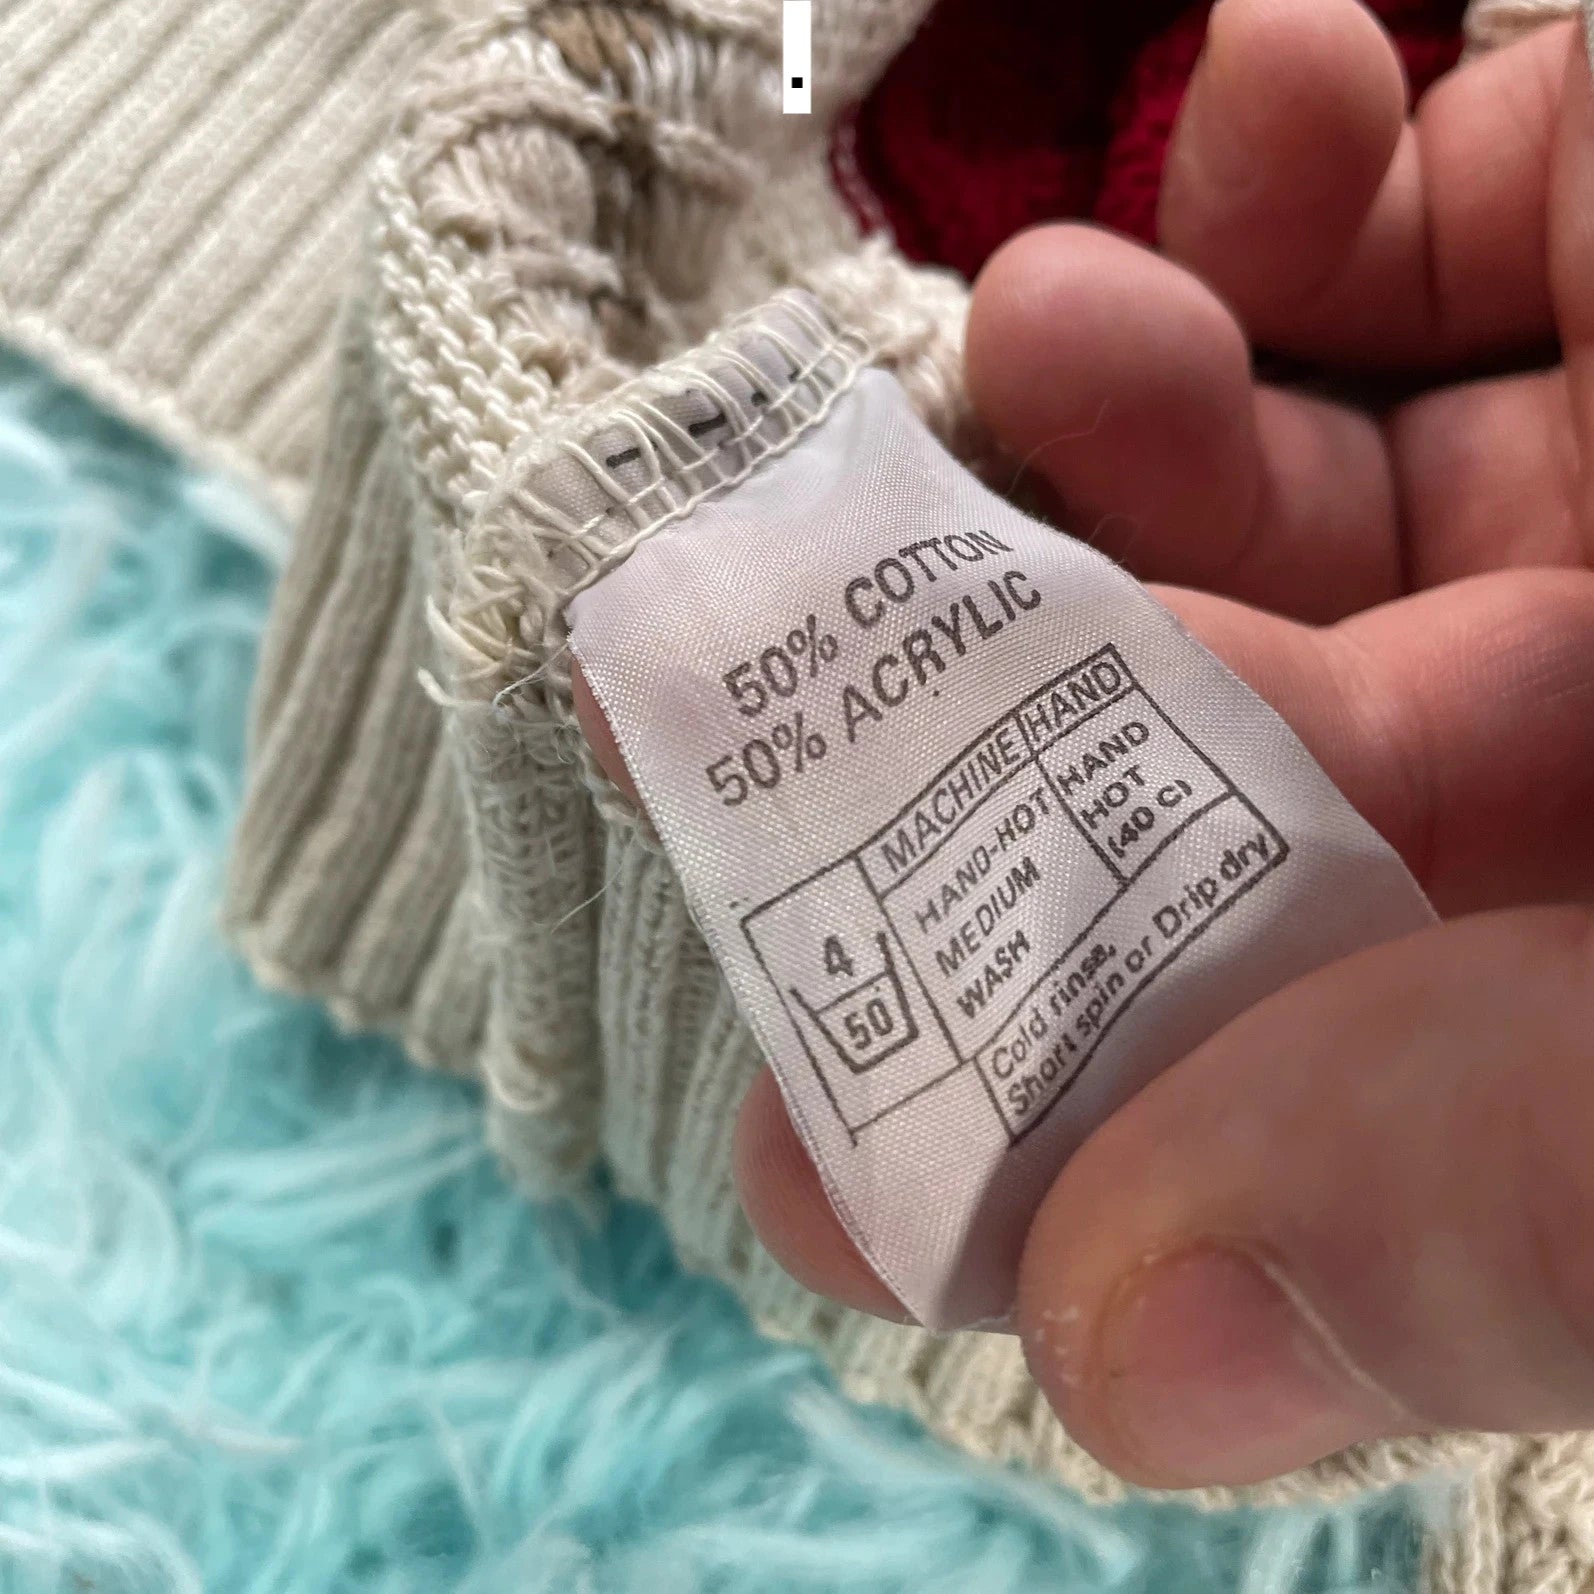 .
50% COTTON
50% ACRYLIC
MACHINE HAND
4
50
HAND-HOT
MEDIUM
WASH
HAND
HOT
(40 C)
Cold rinse,
Short spin or Drip dry